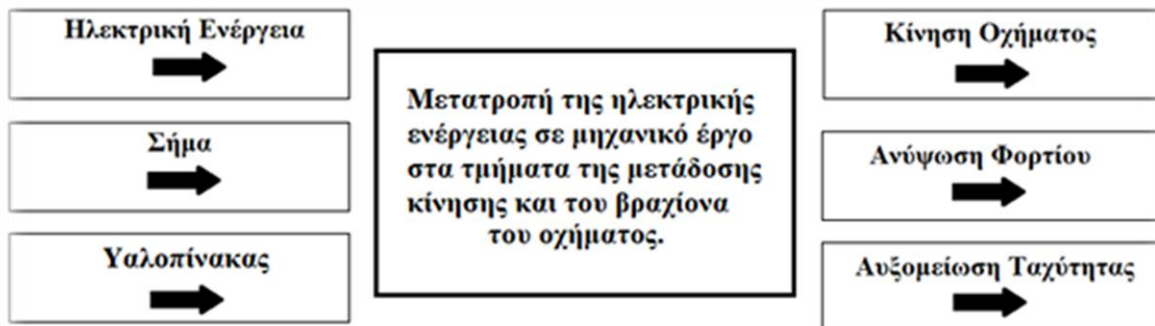 Ηλεκτρική Ενέργεια
Σήμα
Υαλοπίνακας
Μετατροπή της ηλεκτρικής
ενέργειας σε μηχανικό έργο
στα τμήματα της μετάδοσης
κίνησης και του βραχίονα
του οχήματος.
Κίνηση Οχήματος
Ανύψωση Φορτίου
Αυξομείωση Ταχύτητας